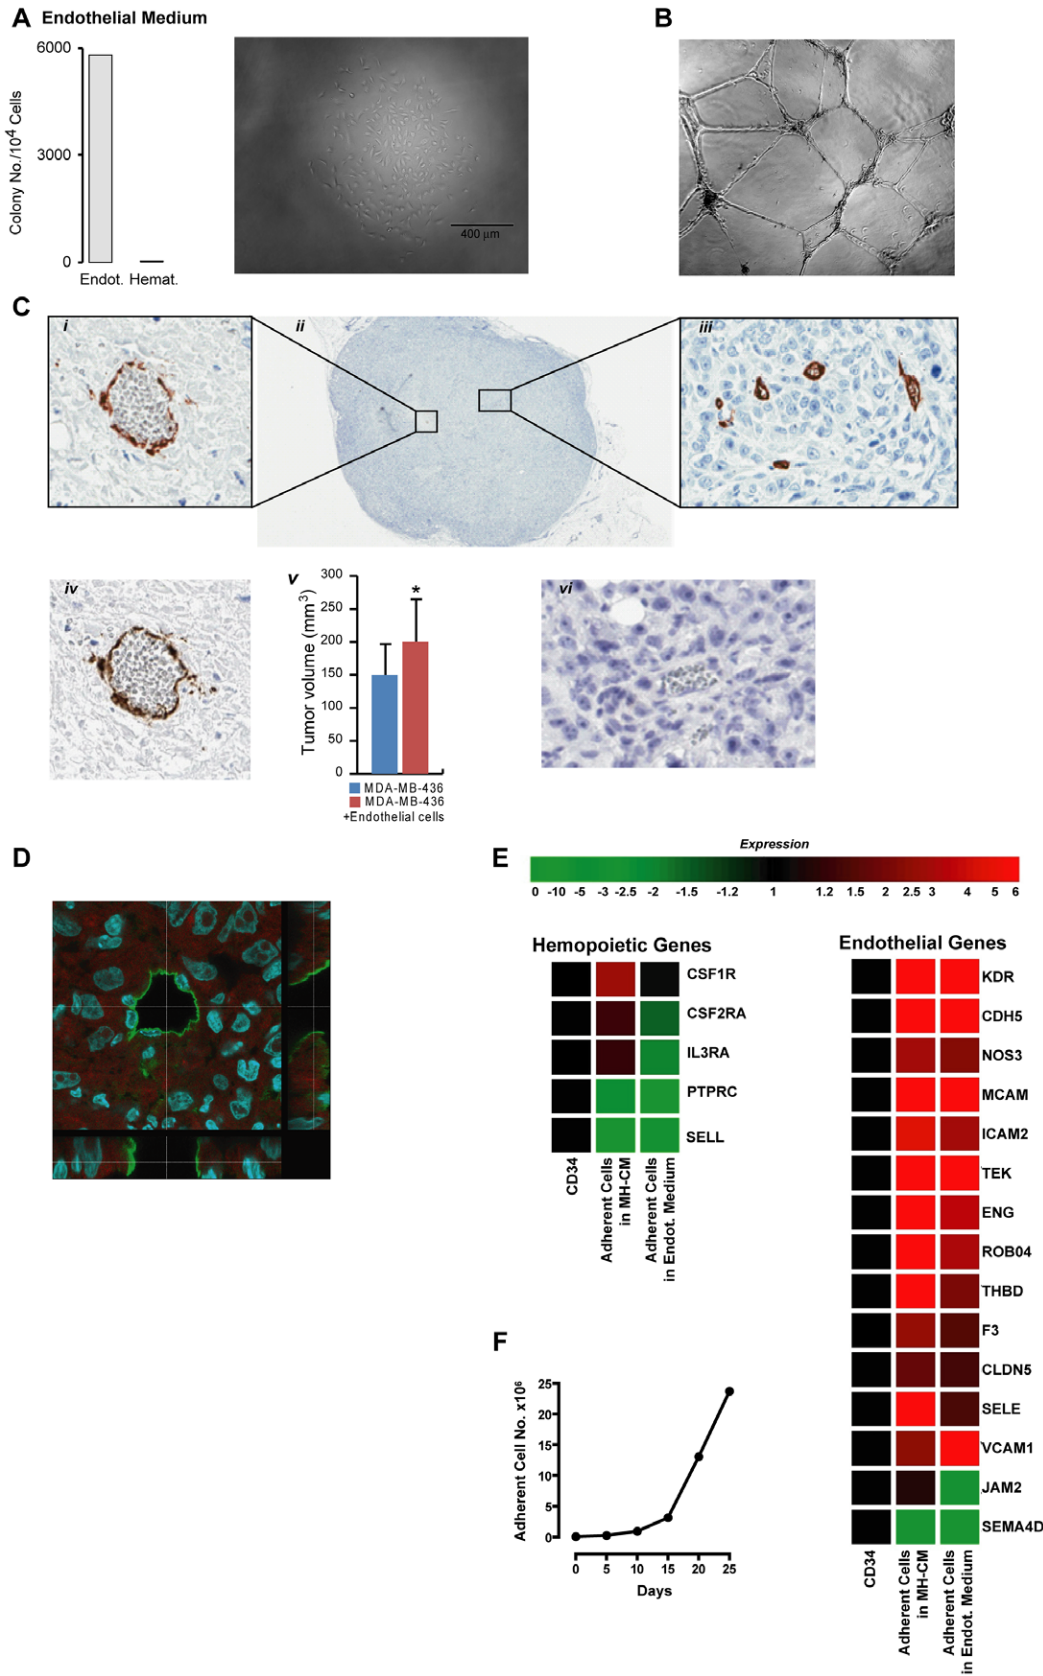 A Endothelial Medium
B
6000
3000
0
Colony No./10⁴ Cells
Endot. Hemat.
400 µm
C
i
ii
iii
iv
v
vi
300
250
200
150
100
50
0
Tumor volume (mm³)
*
MDA-MB-436
MDA-MB-436
+Endothelial cells
D
E
Expression
0 -10 -5 -3 -2.5 -2 -1.5 -1.2 1 1.2 1.5 2 2.5 3 4 5 6
Hemopoietic Genes
CSF1R
CSF2RA
IL3RA
PTPRC
SELL
CD34
Adherent Cells
in MH-CM
Adherent Cells
in Endot. Medium
Endothelial Genes
KDR
CDH5
NOS3
MCAM
ICAM2
TEK
ENG
ROB04
THBD
F3
CLDN5
SELE
VCAM1
JAM2
SEMA4D
CD34
Adherent Cells
in MH-CM
Adherent Cells
in Endot. Medium
F
Adherent Cell No. x10⁶
25
20
15
10
5
0
0 5 10 15 20 25
Days